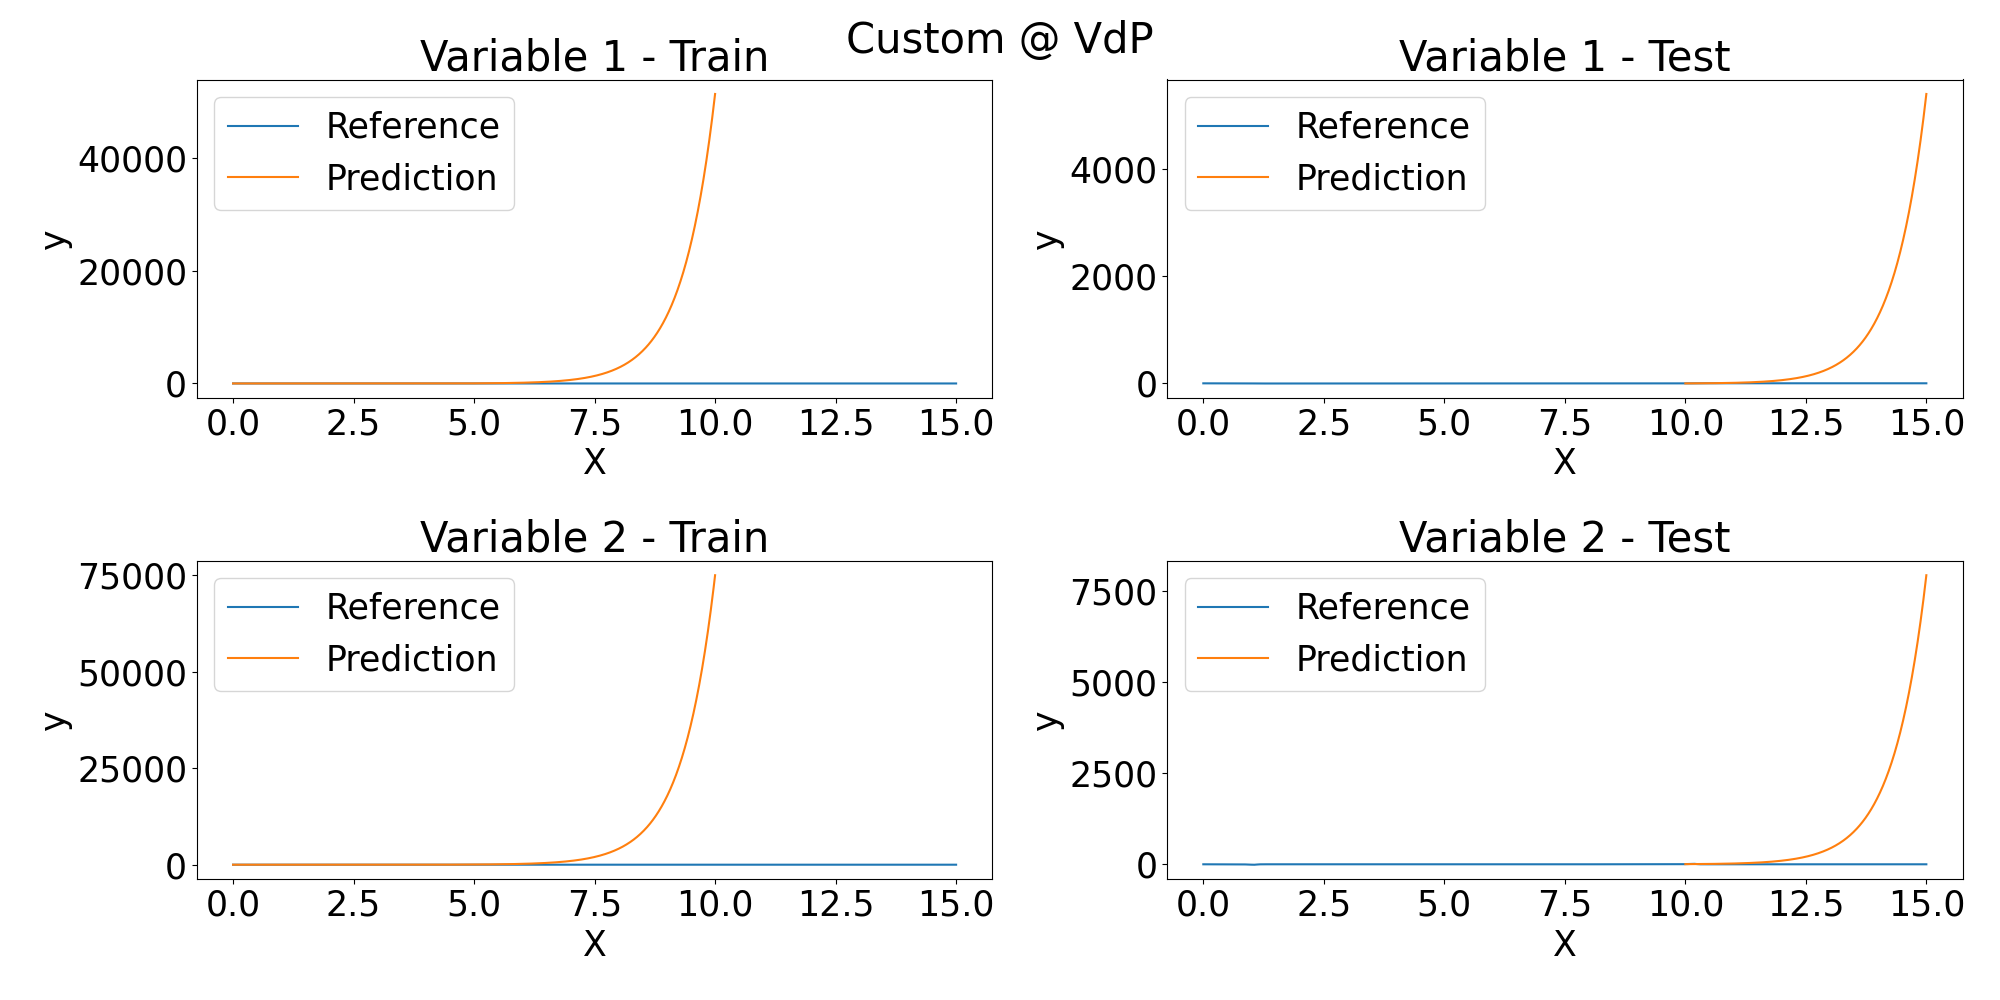 Custom @ VdP
Variable 1 - Train
Reference
Prediction
y
40000
20000
0
0.0 2.5 5.0 7.5 10.0 12.5 15.0
X
Variable 1 - Test
Reference
Prediction
y
4000
2000
0
0.0 2.5 5.0 7.5 10.0 12.5 15.0
X
Variable 2 - Train
Reference
Prediction
y
75000
50000
25000
0
0.0 2.5 5.0 7.5 10.0 12.5 15.0
X
Variable 2 - Test
Reference
Prediction
y
7500
5000
2500
0
0.0 2.5 5.0 7.5 10.0 12.5 15.0
X